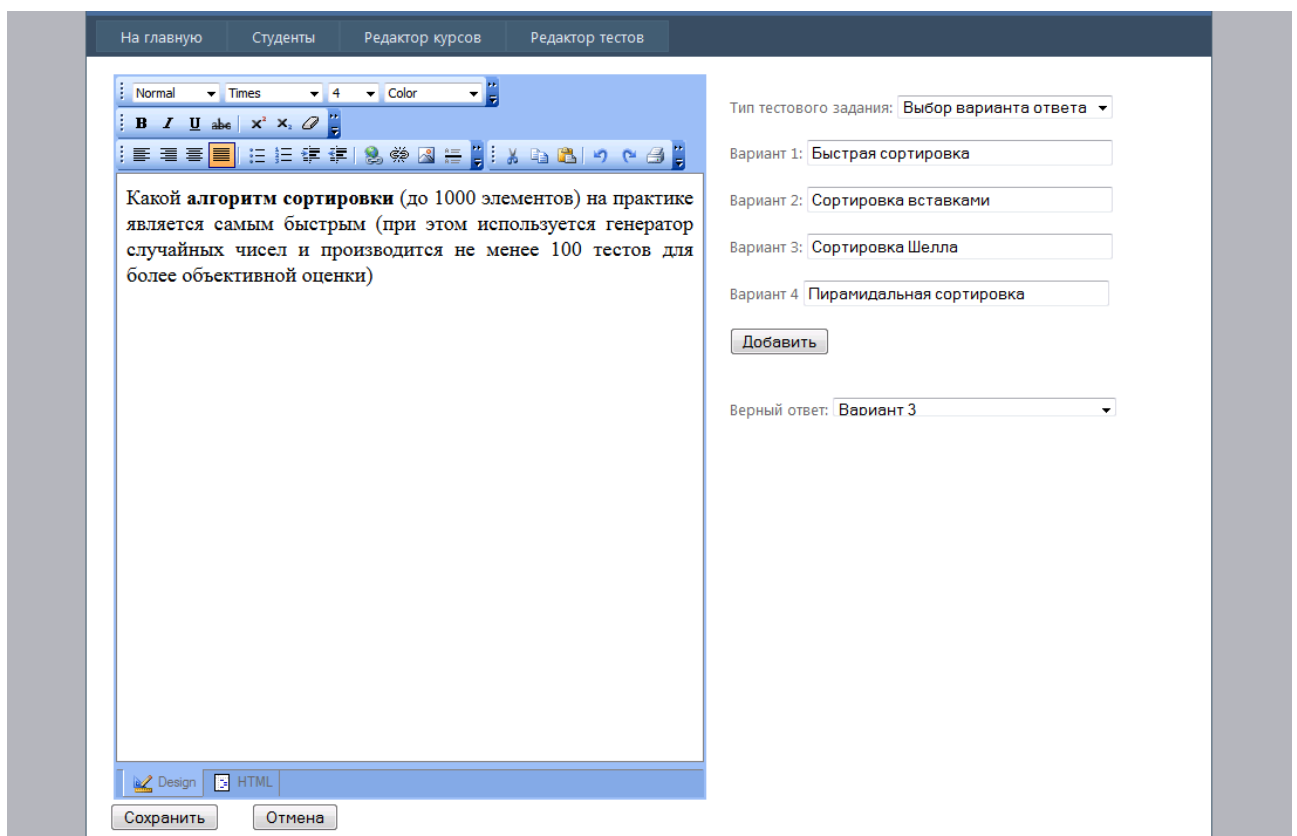 На главную Студенты Редактор курсов Редактор тестов
Normal Times 4 Color
B I U abc x² x₂
Какой алгоритм сортировки (до 1000 элементов) на практике
является самым быстрым (при этом используется генератор
случайных чисел и производится не менее 100 тестов для
более объективной оценки)
Design HTML
Сохранить Отмена
Тип тестового задания: Выбор варианта ответа
Вариант 1: Быстрая сортировка
Вариант 2: Сортировка вставками
Вариант 3: Сортировка Шелла
Вариант 4 Пирамидальная сортировка
Добавить
Верный ответ: Вариант 3